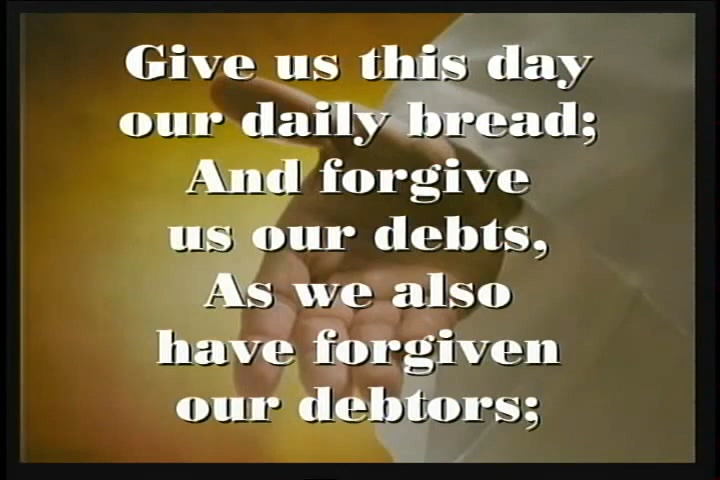 Give us this day
our daily bread;
And forgive
us our debts,
As we also
have forgiven
our debtors;